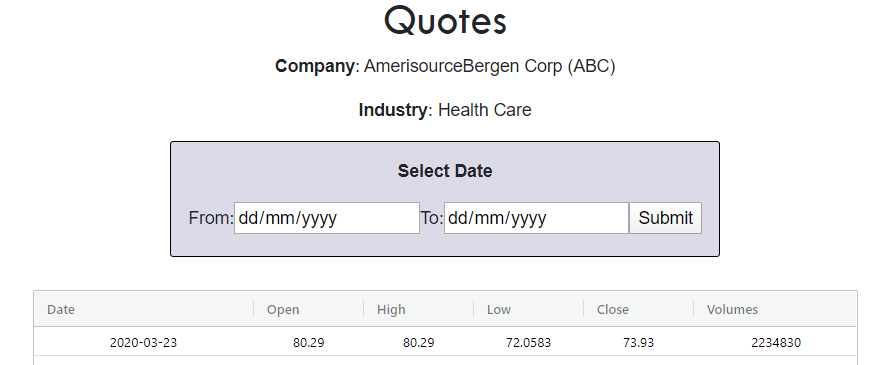 Quotes
Company: AmerisourceBergen Corp (ABC)
Industry: Health Care
Select Date
From: dd/mm/yyyy To: dd/mm/yyyy Submit
Date Open High Low Close Volumes
2020-03-23 80.29 80.29 72.0583 73.93 2234830